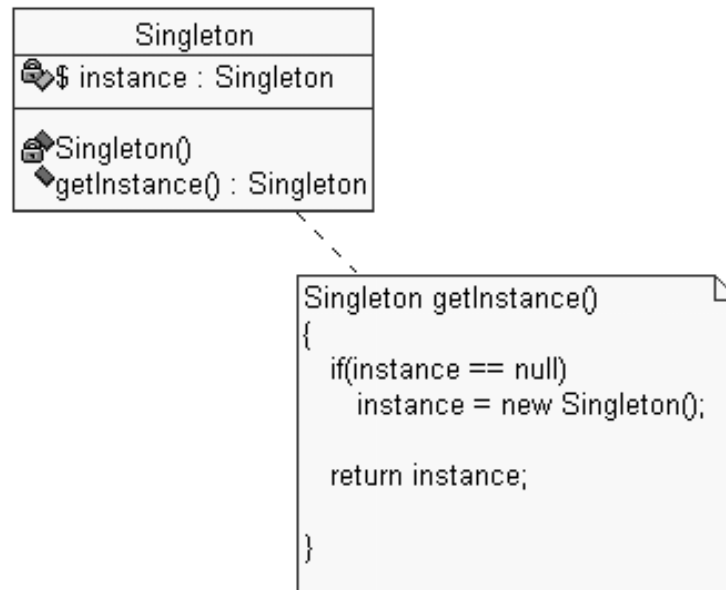 Singleton
$ instance : Singleton
Singleton()
getInstance() : Singleton
Singleton getInstance()
{
if(instance == null)
instance = new Singleton();
return instance;
}